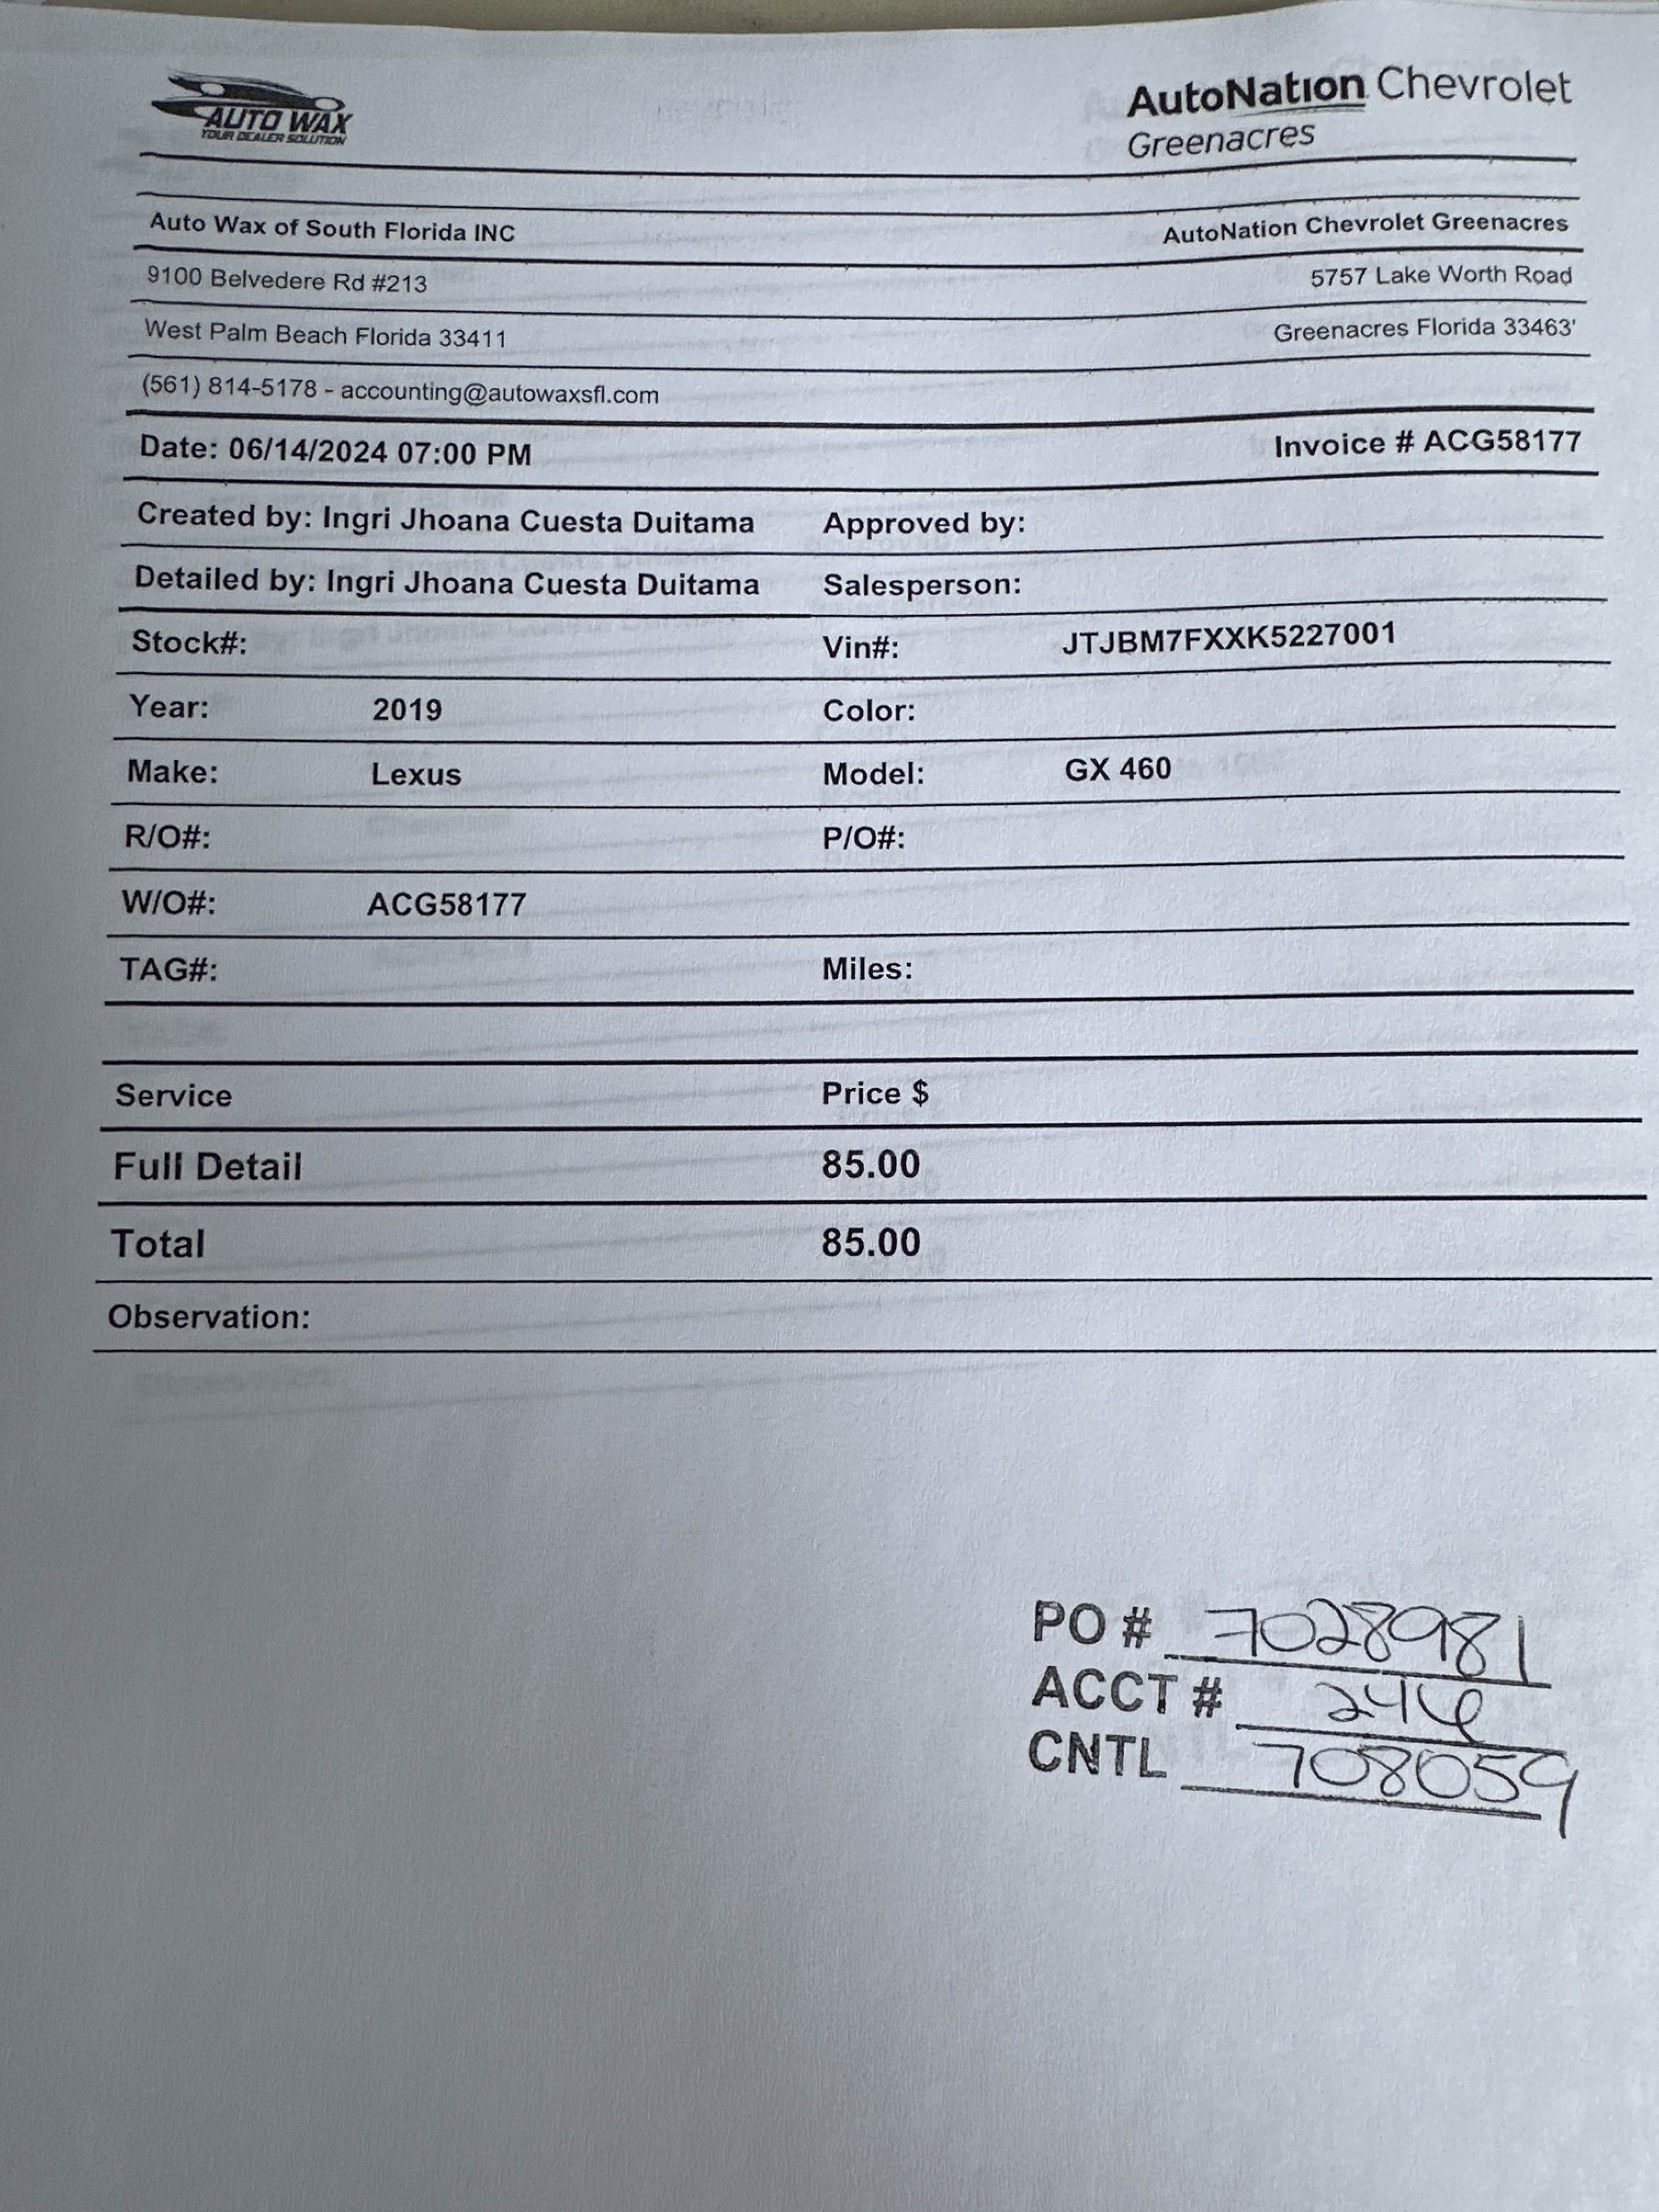 AUTO WAX
YOUR DEALER SOLUTION
AutoNation Chevrolet
Greenacres
Auto Wax of South Florida INC AutoNation Chevrolet Greenacres
9100 Belvedere Rd #213 5757 Lake Worth Road
West Palm Beach Florida 33411 Greenacres Florida 33463'
(561) 814-5178 - accounting@autowaxsfl.com
Date: 06/14/2024 07:00 PM Invoice # ACG58177
Created by: Ingri Jhoana Cuesta Duitama Approved by:
Detailed by: Ingri Jhoana Cuesta Duitama Salesperson:
Stock#: Vin#: JTJBM7FXXK5227001
Year: 2019 Color:
Make: Lexus Model: GX 460
R/O#: P/O#:
W/O#: ACG58177
TAG#: Miles:
Service Price $
Full Detail 85.00
Total 85.00
Observation:
PO # 7028981
ACCT # 246
CNTL 708059